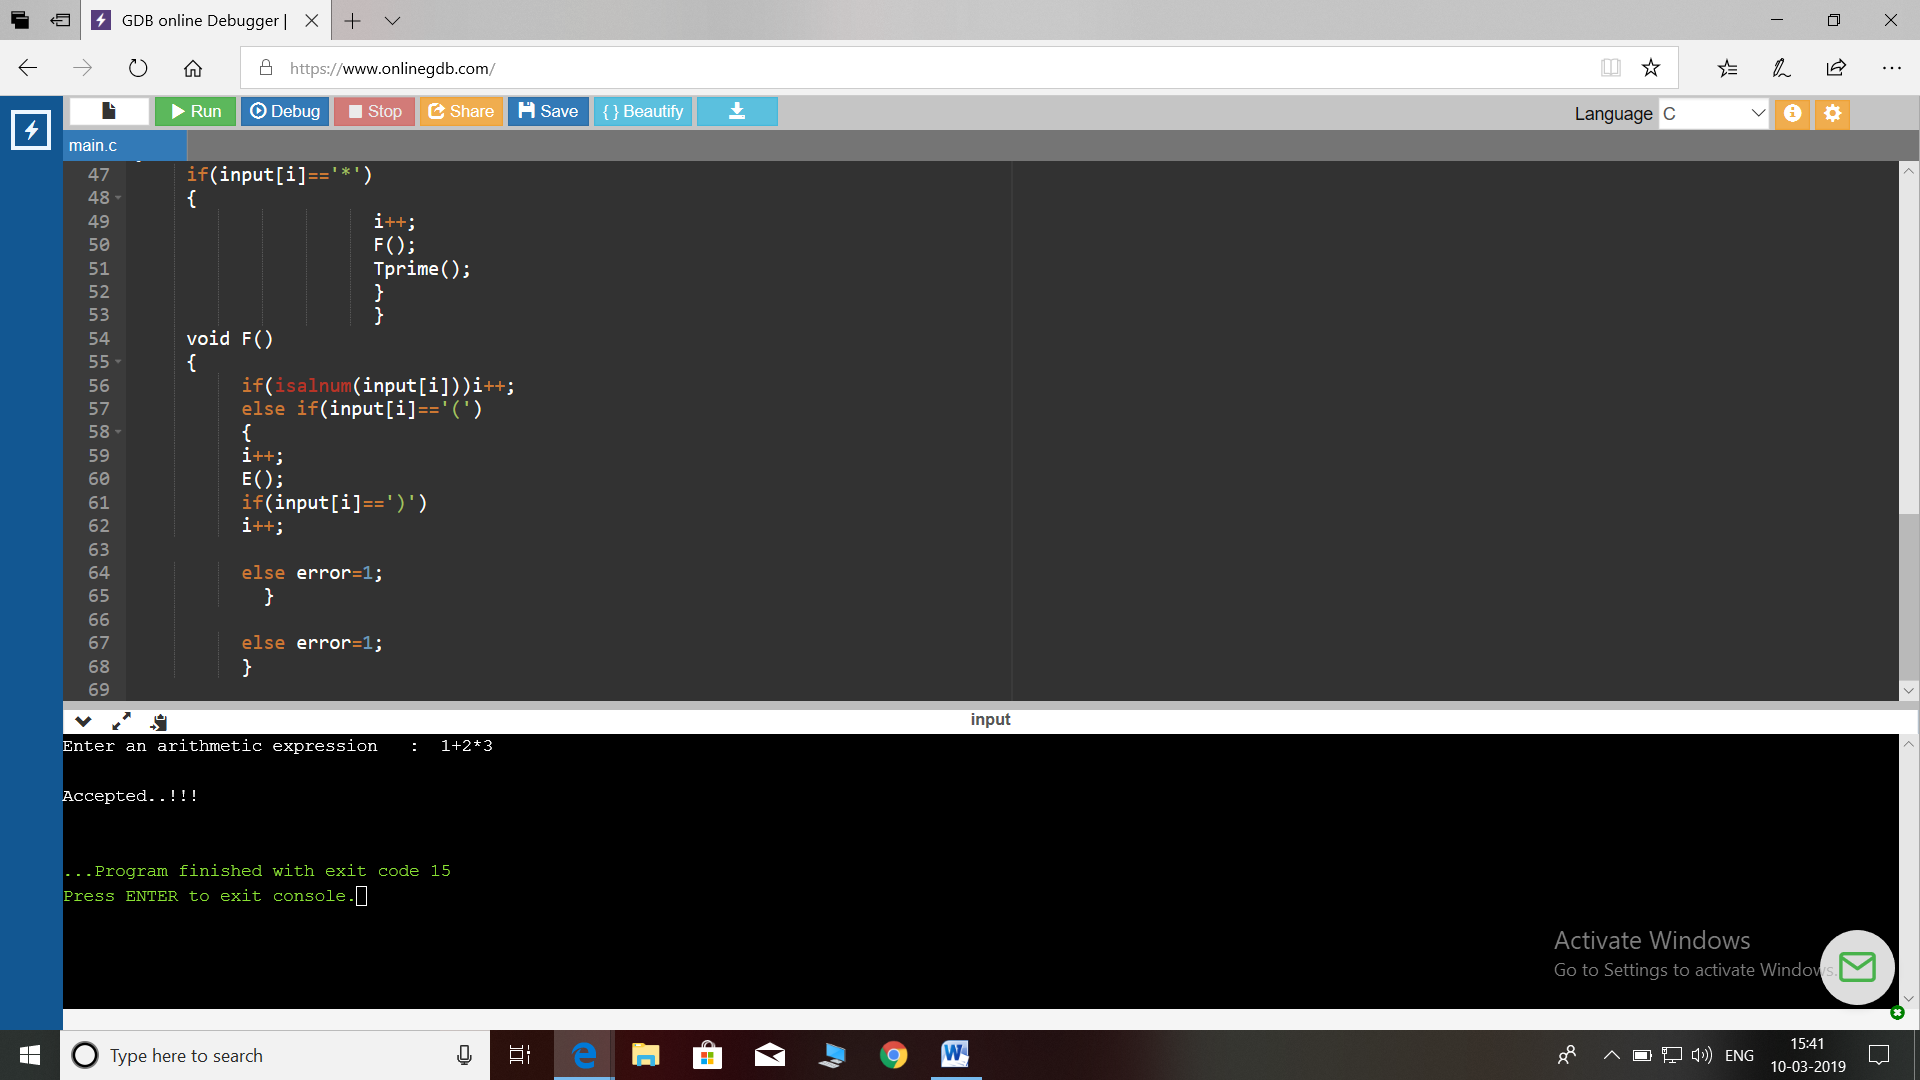 GDB online Debugger |
https://www.onlinegdb.com/
Run Debug Stop Share Save { } Beautify
Language C
main.c
47 if(input[i]=='*')
48 {
49 i++;
50 F();
51 Tprime();
52 }
53 }
54 void F()
55 {
56 if(isalnum(input[i]))i++;
57 else if(input[i]=='(')
58 {
59 i++;
60 E();
61 if(input[i]==')')
62 i++;
63
64 else error=1;
65 }
66
67 else error=1;
68 }
69
input
Enter an arithmetic expression : 1+2*3
Accepted..!!!
...Program finished with exit code 15
Press ENTER to exit console.
Activate Windows
Go to Settings to activate Windows.
Type here to search
ENG
15:41
10-03-2019